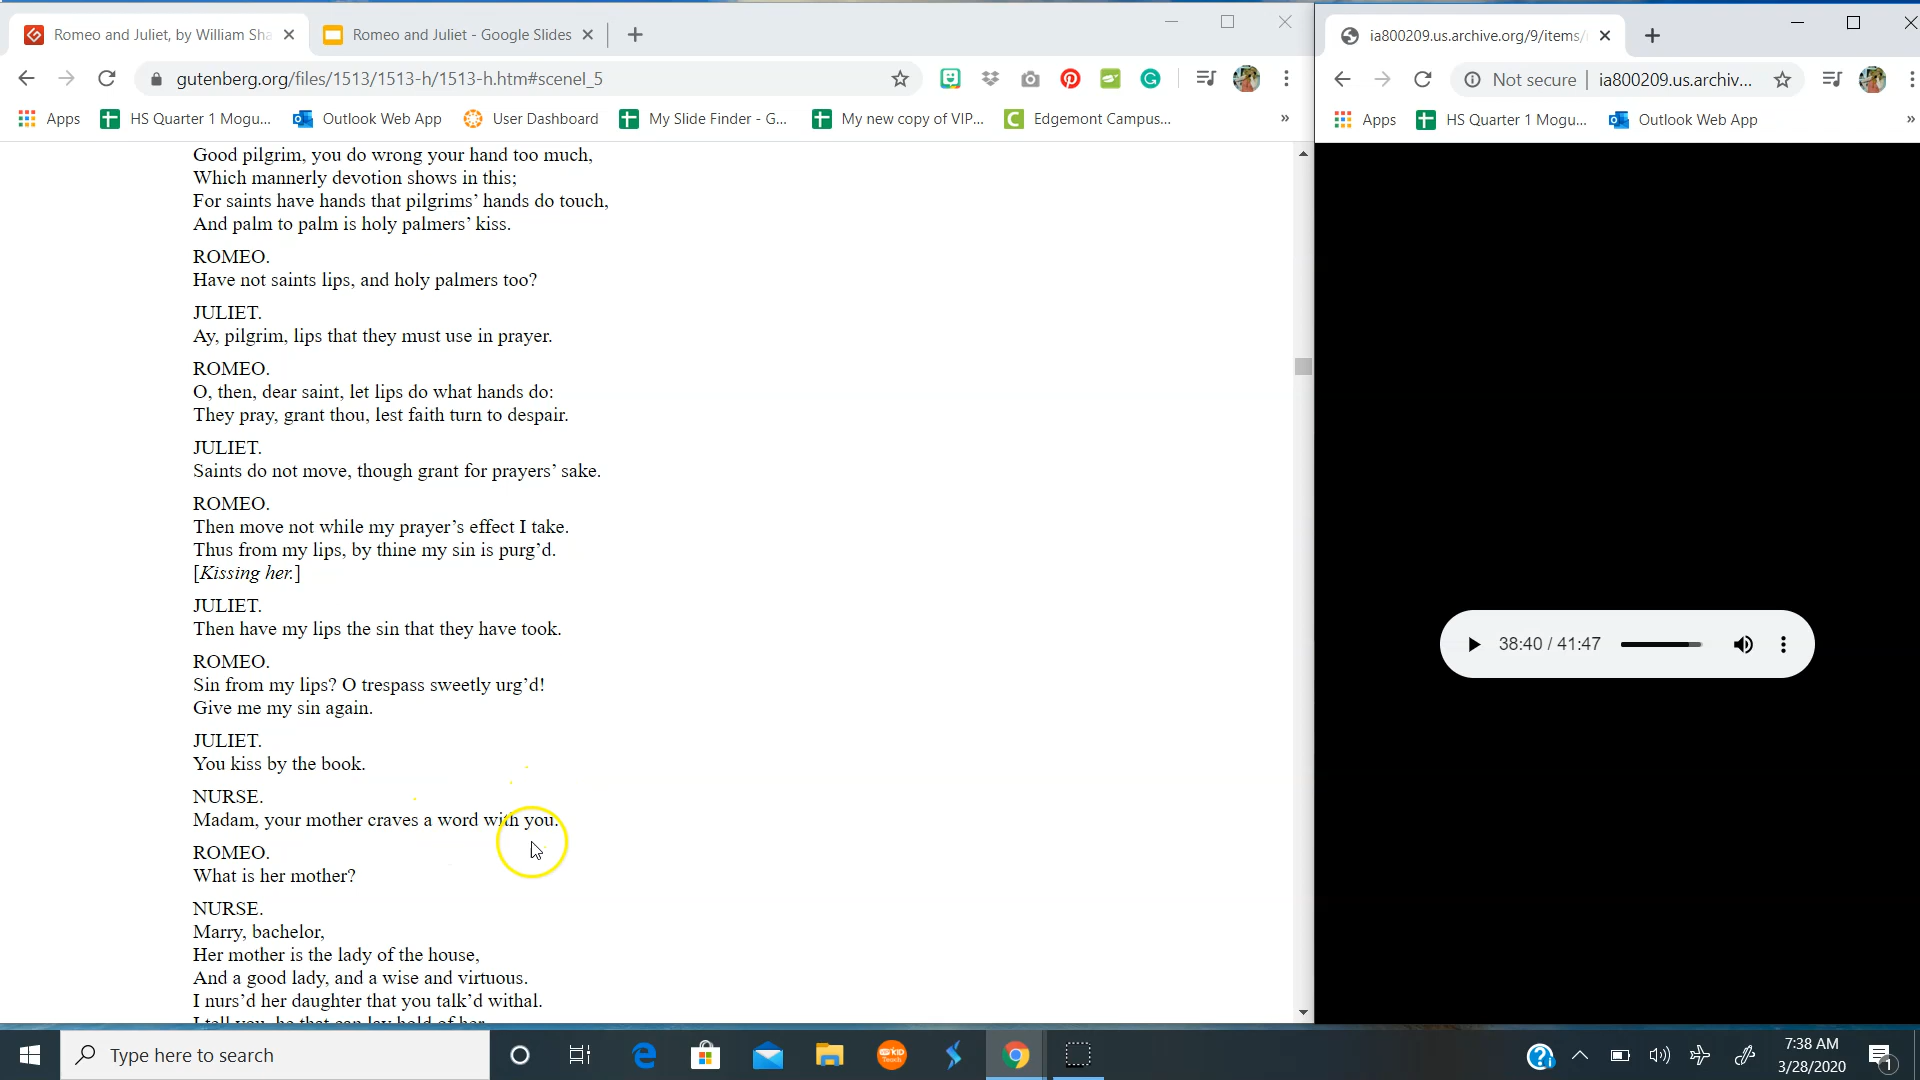 Romeo and Juliet, by William Sha
Romeo and Juliet - Google Slides
gutenberg.org/files/1513/1513-h/1513-h.htm#sceneI_5
Apps
HS Quarter 1 Mogu...
Outlook Web App
User Dashboard
My Slide Finder - G...
My new copy of VIP...
Edgemont Campus...
»
Good pilgrim, you do wrong your hand too much,
Which mannerly devotion shows in this;
For saints have hands that pilgrims’ hands do touch,
And palm to palm is holy palmers’ kiss.
ROMEO.
Have not saints lips, and holy palmers too?
JULIET.
Ay, pilgrim, lips that they must use in prayer.
ROMEO.
O, then, dear saint, let lips do what hands do:
They pray, grant thou, lest faith turn to despair.
JULIET.
Saints do not move, though grant for prayers’ sake.
ROMEO.
Then move not while my prayer’s effect I take.
Thus from my lips, by thine my sin is purg’d.
[Kissing her.]
JULIET.
Then have my lips the sin that they have took.
ROMEO.
Sin from my lips? O trespass sweetly urg’d!
Give me my sin again.
JULIET.
You kiss by the book.
NURSE.
Madam, your mother craves a word with you.
ROMEO.
What is her mother?
NURSE.
Marry, bachelor,
Her mother is the lady of the house,
And a good lady, and a wise and virtuous.
I nurs’d her daughter that you talk’d withal.
I tell you, he that can lay hold of her
ia800209.us.archive.org/9/items/
Not secure | ia800209.us.archiv...
Apps
HS Quarter 1 Mogu...
Outlook Web App
»
38:40 / 41:47
Type here to search
7:38 AM
3/28/2020
1